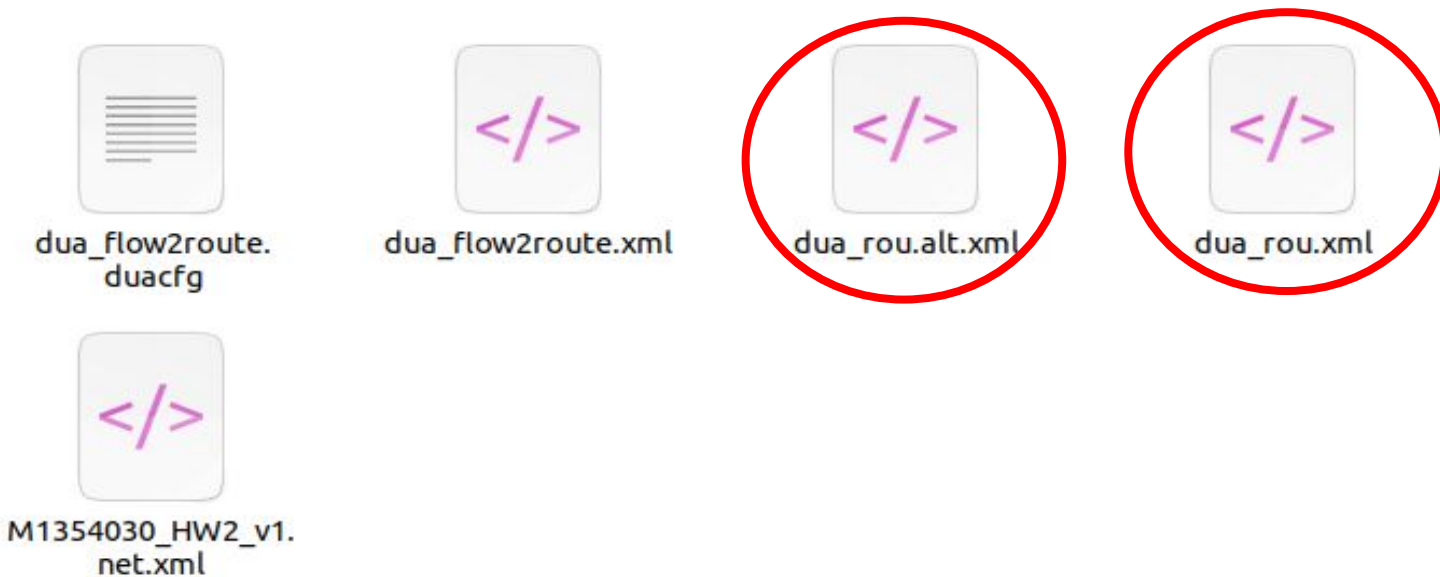 </>
</>
</>
dua_flow2route.
duacfg
dua_flow2route.xml
dua_rou.alt.xml
dua_rou.xml
</>
M1354030_HW2_v1.
net.xml